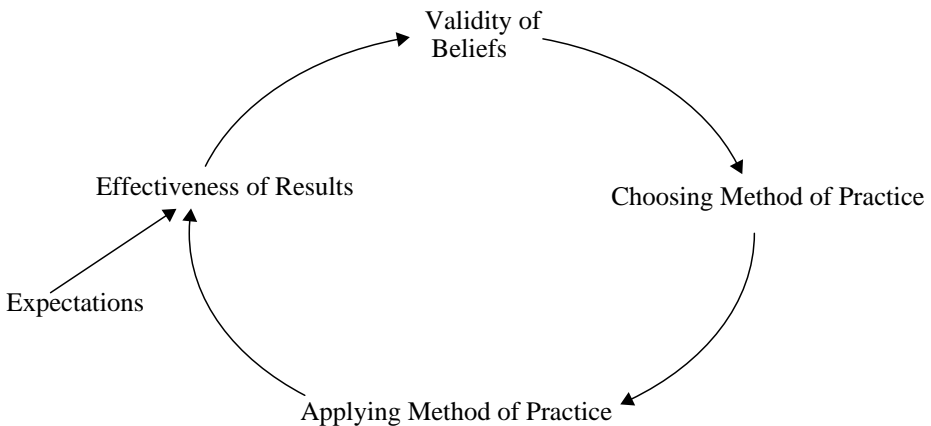 Validity of
Beliefs
Effectiveness of Results
Choosing Method of Practice
Expectations
Applying Method of Practice